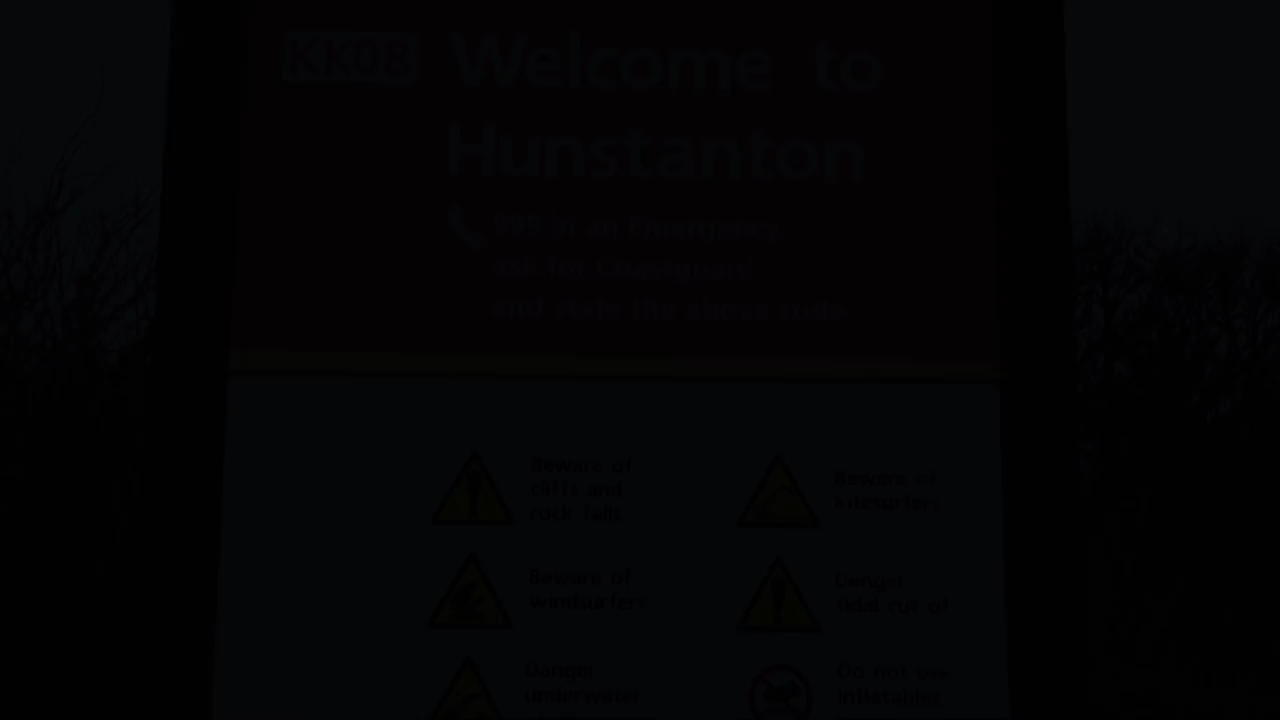 KK08
Welcome to
Hunstanton
999 in an Emergency
ask for Coastguard
and state the above code
Beware of
cliffs and
rock falls
Beware of
kitesurfers
Beware of
windsurfers
Danger
tidal cut of
Danger
underwater
Do not use
inflatables